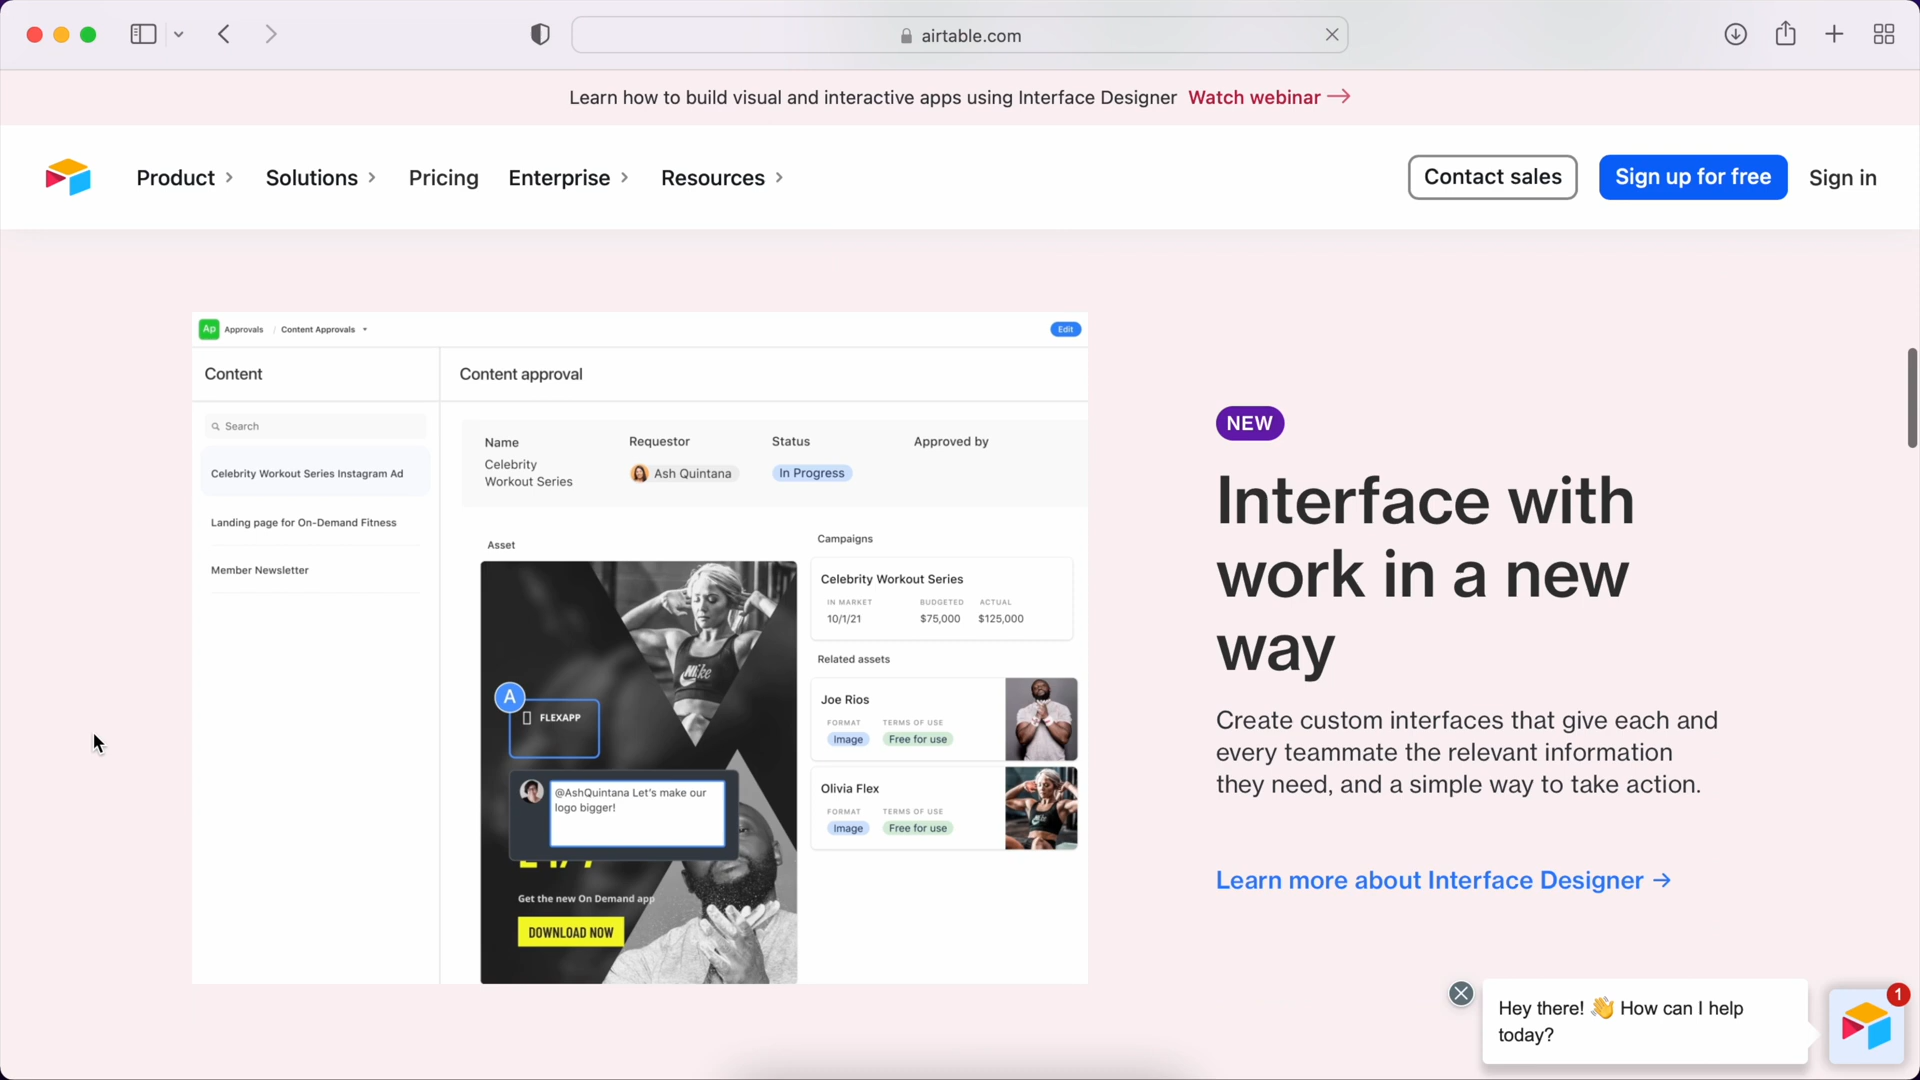 airtable.com
Learn how to build visual and interactive apps using Interface Designer Watch webinar →
Product Solutions Pricing Enterprise Resources
Contact sales Sign up for free Sign in
Ap Approvals / Content Approvals Edit
Content
Search
Celebrity Workout Series Instagram Ad
Landing page for On-Demand Fitness
Member Newsletter
Content approval
Name Requestor Status Approved by
Celebrity
Workout Series
Ash Quintana In Progress
Asset
A
FLEXAPP
@AshQuintana Let's make our
logo bigger!
Get the new On Demand app
DOWNLOAD NOW
Campaigns
Celebrity Workout Series
IN MARKET BUDGETED ACTUAL
10/1/21 $75,000 $125,000
Related assets
Joe Rios
FORMAT TERMS OF USE
Image Free for use
Olivia Flex
FORMAT TERMS OF USE
Image Free for use
NEW
Interface with
work in a new
way
Create custom interfaces that give each and
every teammate the relevant information
they need, and a simple way to take action.
Learn more about Interface Designer →
Hey there! 👋 How can I help
today?
1